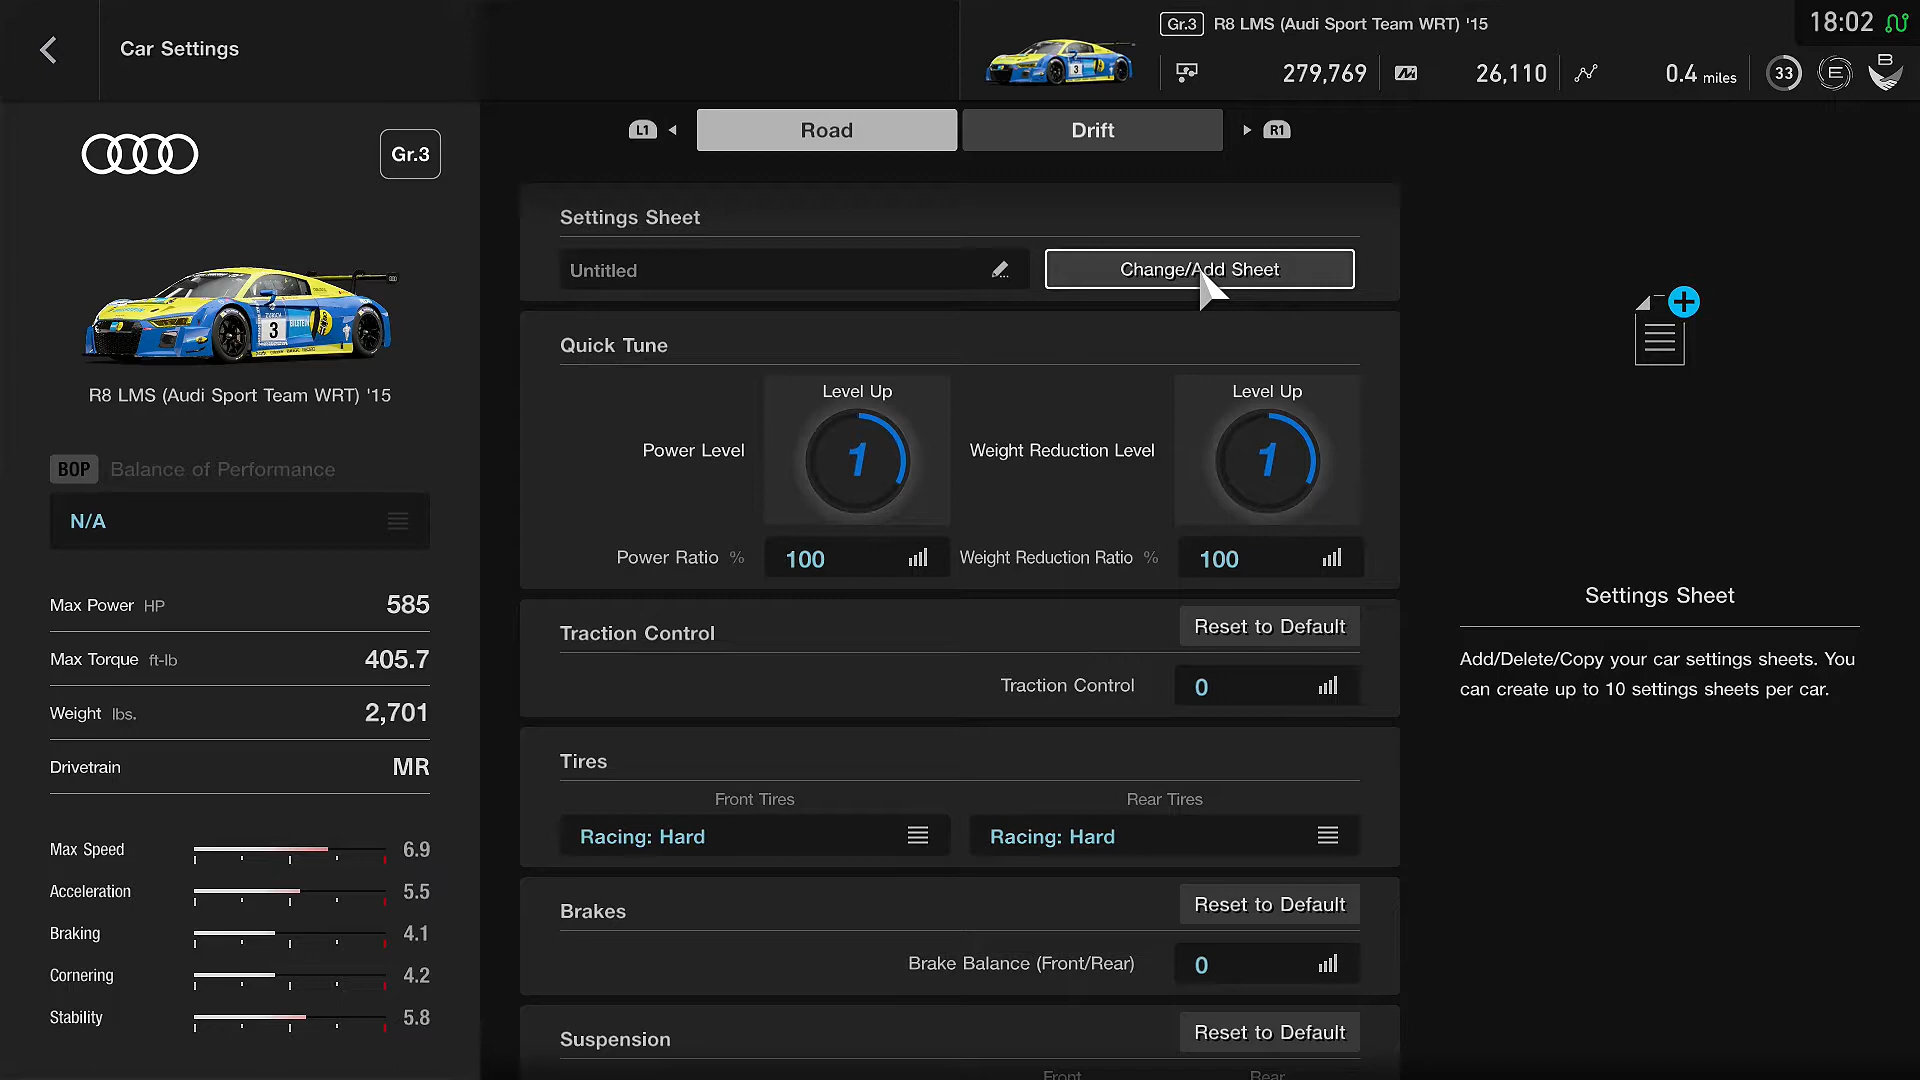 Car Settings
Gr.3 R8 LMS (Audi Sport Team WRT) '15
18:02
279,769 26,110 0.4 miles 33 E B
L1 Road Drift R1
Gr.3
3
BILSTEIN
R8 LMS (Audi Sport Team WRT) '15
BOP Balance of Performance
N/A
Max Power HP 585
Max Torque ft-lb 405.7
Weight lbs. 2,701
Drivetrain MR
Max Speed 6.9
Acceleration 5.5
Braking 4.1
Cornering 4.2
Stability 5.8
Settings Sheet
Untitled Change/Add Sheet
Quick Tune
Level Up Level Up
Power Level 1 Weight Reduction Level 1
Power Ratio % 100 Weight Reduction Ratio % 100
Traction Control Reset to Default
Traction Control 0
Tires
Front Tires Rear Tires
Racing: Hard Racing: Hard
Brakes Reset to Default
Brake Balance (Front/Rear) 0
Suspension Reset to Default
Front Rear
Settings Sheet
Add/Delete/Copy your car settings sheets. You
can create up to 10 settings sheets per car.